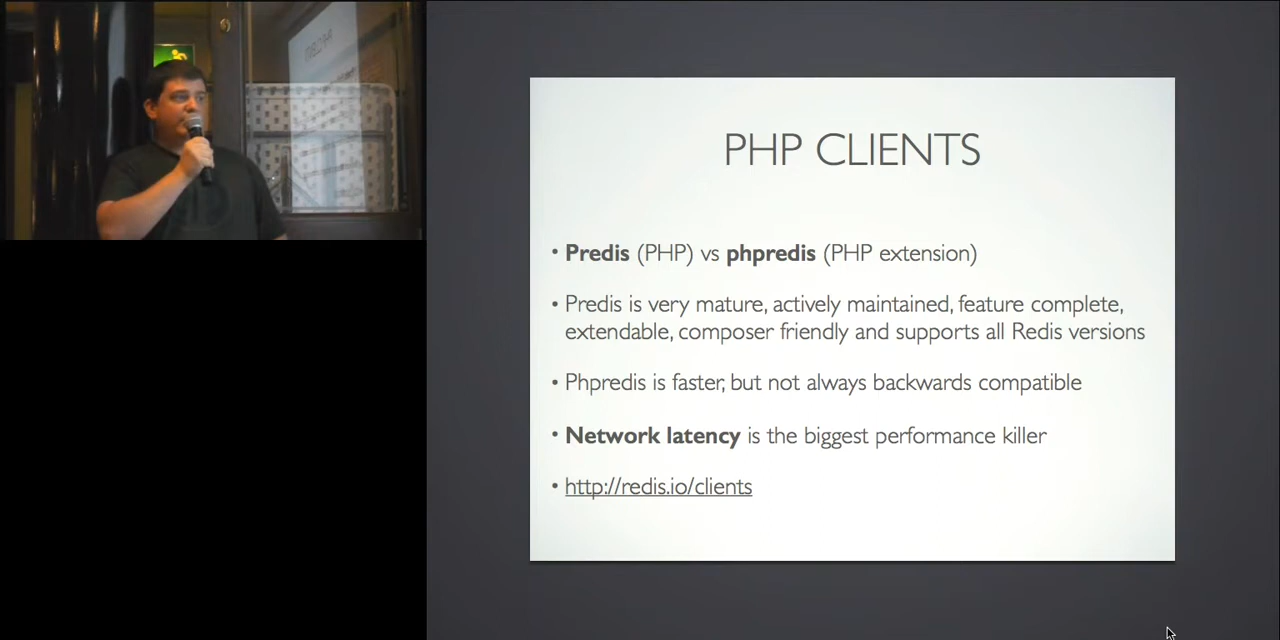 PHP CLIENTS
• Predis (PHP) vs phpredis (PHP extension)
• Predis is very mature, actively maintained, feature complete,
extendable, composer friendly and supports all Redis versions
• Phpredis is faster, but not always backwards compatible
• Network latency is the biggest performance killer
• http://redis.io/clients